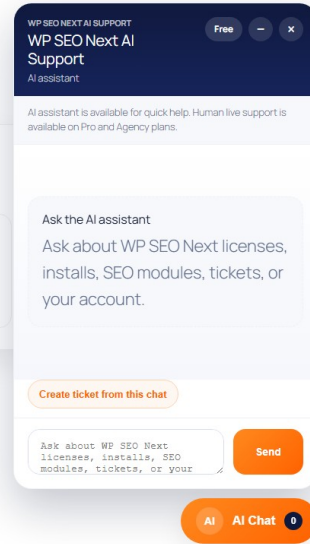 WP SEO NEXT AI SUPPORT
WP SEO Next AI
Support
AI assistant
Free
−
×
AI assistant is available for quick help. Human live support is
available on Pro and Agency plans.
Ask the AI assistant
Ask about WP SEO Next licenses,
installs, SEO modules, tickets, or
your account.
Create ticket from this chat
Ask about WP SEO Next
licenses, installs, SEO
modules, tickets, or your
Send
AI
AI Chat
0